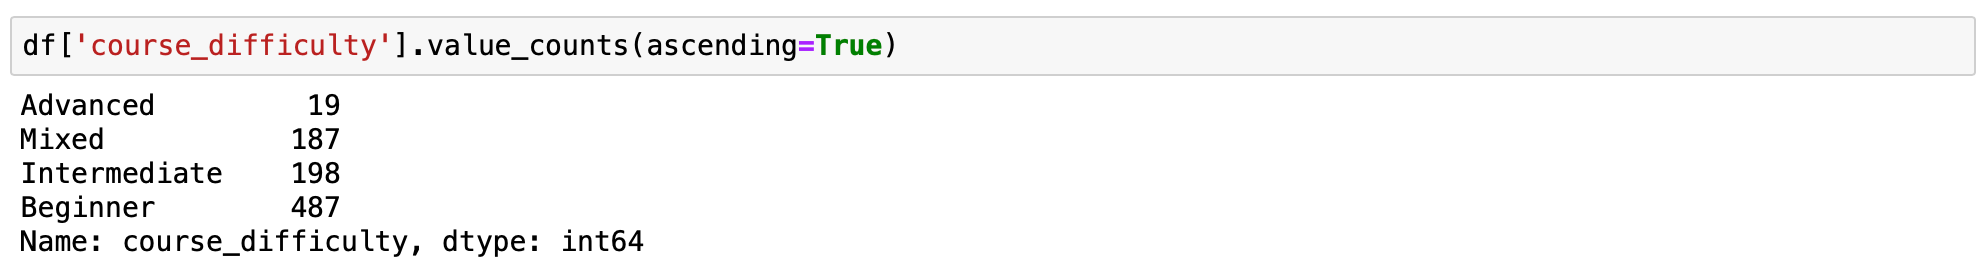 df['course_difficulty'].value_counts(ascending=True)
Advanced         19
Mixed           187
Intermediate    198
Beginner        487
Name: course_difficulty, dtype: int64